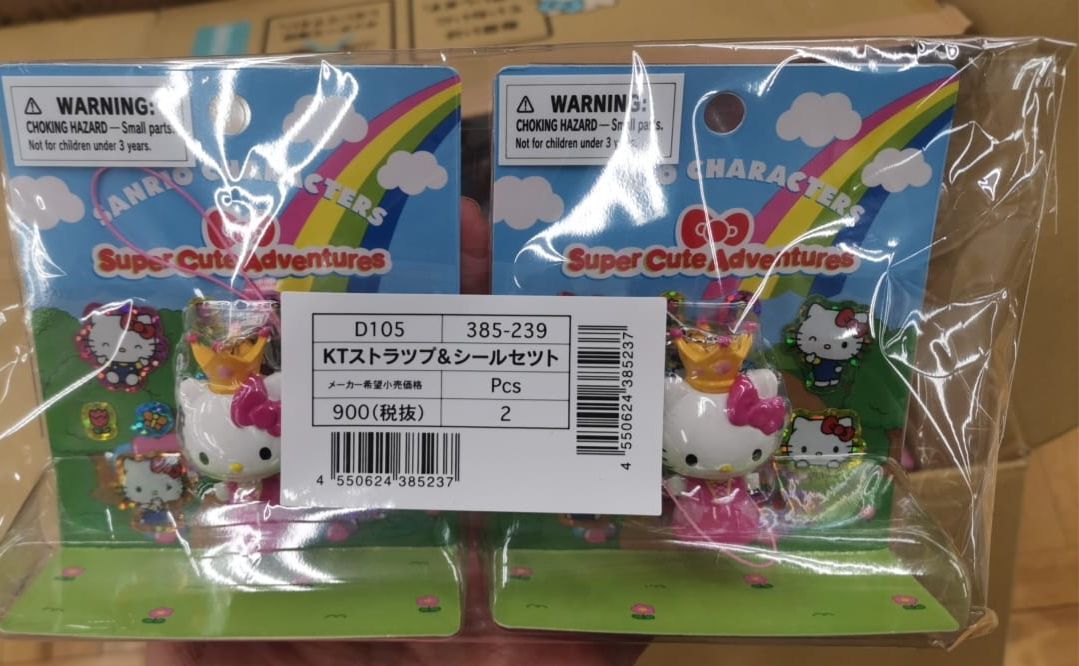 WARNING:
CHOKING HAZARD — Small parts.
Not for children under 3 years.
SANRIO CHARACTERS
Super Cute Adventures
WARNING:
CHOKING HAZARD — Small parts.
Not for children under 3 years.
CHARACTERS
Super Cute Adventures
D105
385-239
KTストラツプ&シールセツト
メーカー希望小売価格
Pcs
900(税抜)
2
4 550624 385237
4 550624 385237